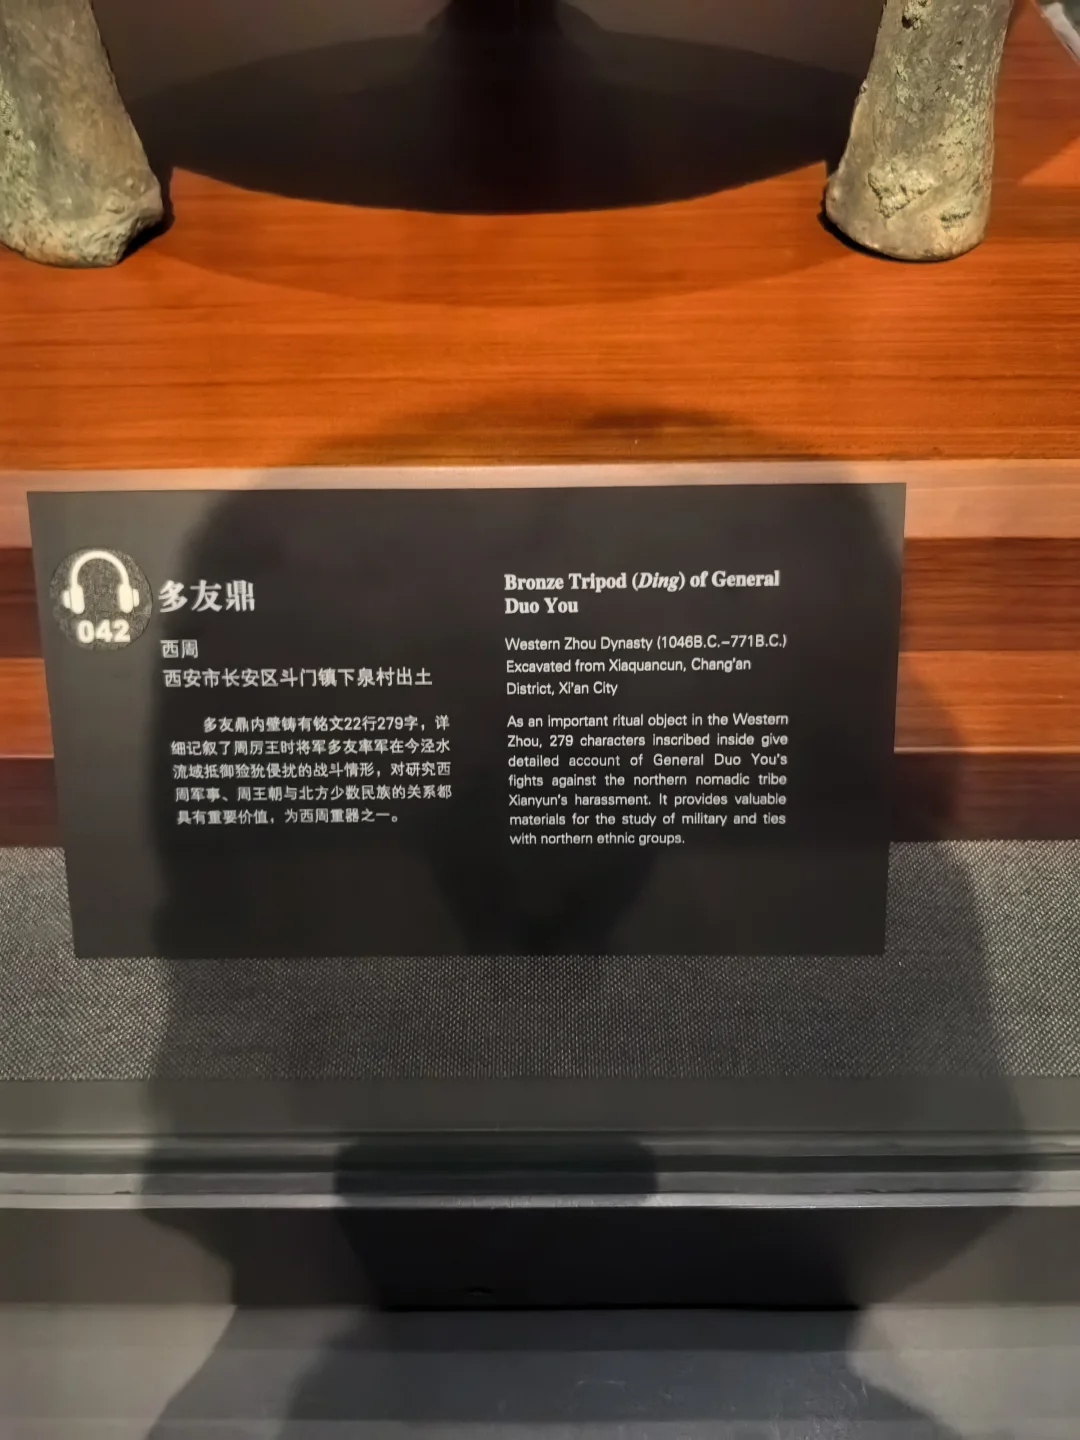 042
多友鼎
西周
西安市长安区斗门镇下泉村出土
多友鼎内壁铸有铭文22行279字，详
细记叙了周厉王时将军多友率军在今泾水
流域抵御猃狁侵扰的战斗情形，对研究西
周军事、周王朝与北方少数民族的关系都
具有重要价值，为西周重器之一。
Bronze Tripod (Ding) of General
Duo You
Western Zhou Dynasty (1046B.C.–771B.C.)
Excavated from Xiaquancun, Chang'an
District, Xi'an City
As an important ritual object in the Western
Zhou, 279 characters inscribed inside give
detailed account of General Duo You's
fights against the northern nomadic tribe
Xianyun's harassment. It provides valuable
materials for the study of military and ties
with northern ethnic groups.